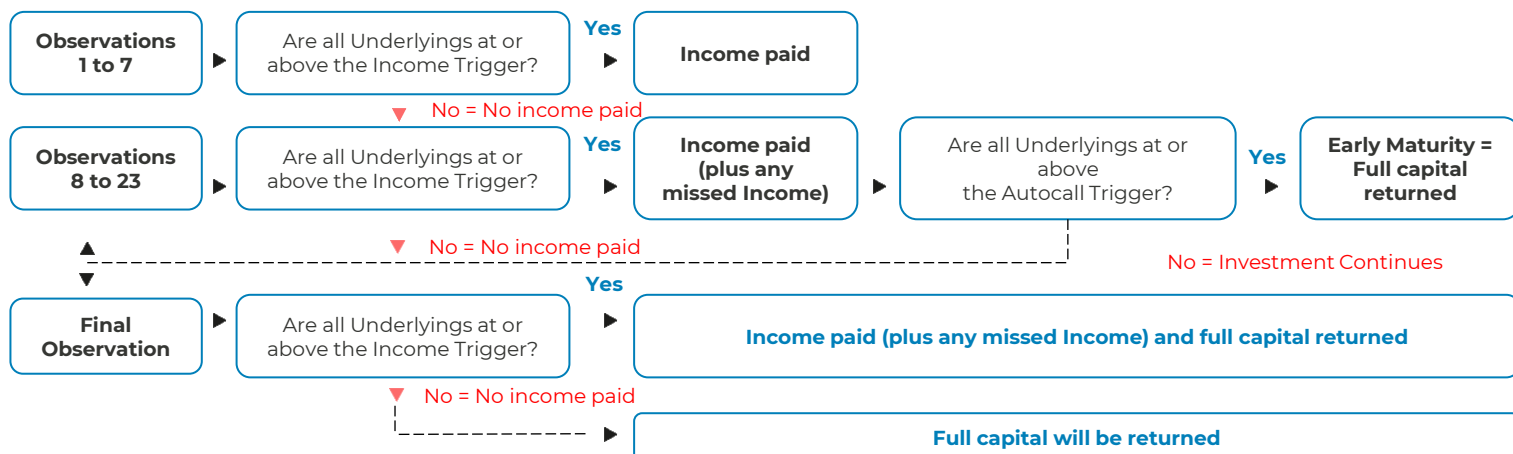 Observations
1 to 7
Are all Underlyings at or
above the Income Trigger?
Yes
Income paid
No = No income paid
Observations
8 to 23
Are all Underlyings at or
above the Income Trigger?
Yes
Income paid
(plus any
missed Income)
Are all Underlyings at or
above
the Autocall Trigger?
Yes
Early Maturity =
Full capital
returned
No = No income paid
No = Investment Continues
Final
Observation
Are all Underlyings at or
above the Income Trigger?
Yes
Income paid (plus any missed Income) and full capital returned
No = No income paid
Full capital will be returned